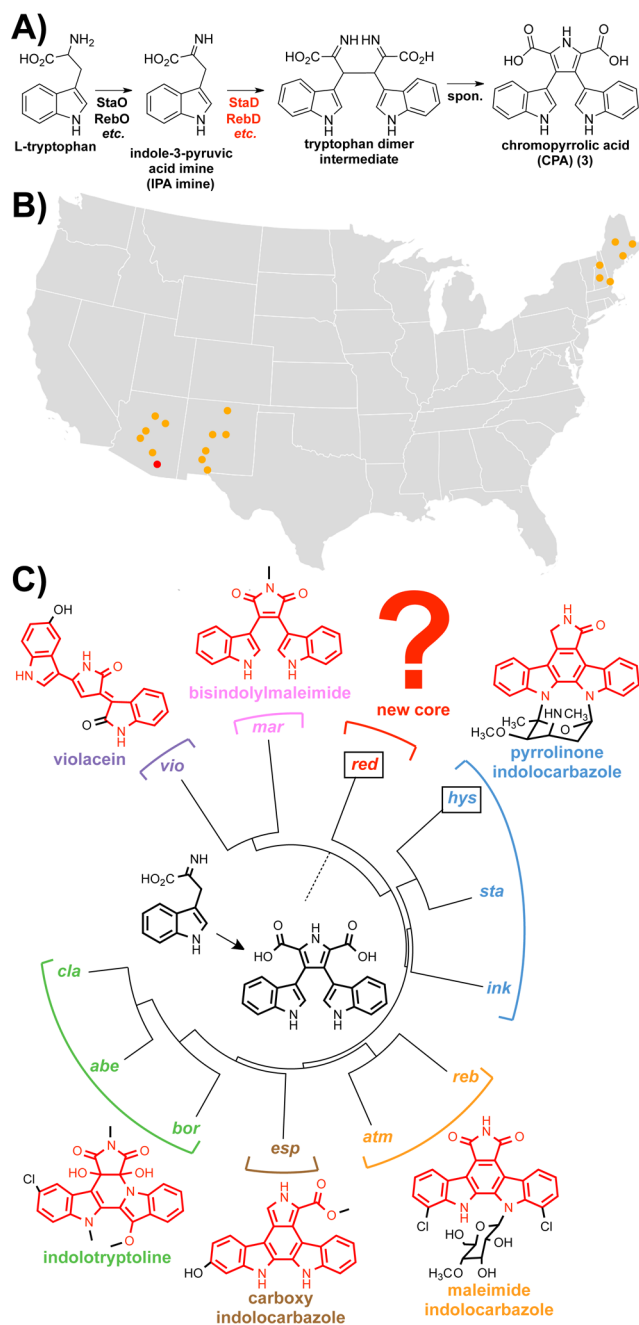 A)
NH2
HO2C
N
H
L-tryptophan
StaO
RebO
etc.
NH
HO2C
N
H
indole-3-pyruvic
acid imine
(IPA imine)
StaD
RebD
etc.
NH NH
HO2C CO2H
N
H
N
H
tryptophan dimer
intermediate
spon.
H
N
O O
HO OH
N
H
N
H
chromopyrrolic acid
(CPA) (3)
B)
C)
OH
HN
H
N
O
O
N
H
violacein
O N O
N
H
N
H
bisindolylmaleimide
?
new core
H
N
O
N N
CH3 HNCH3
O
H3CO
pyrrolinone
indolocarbazole
vio
mar
red
hys
sta
ink
reb
atm
esp
bor
abe
cla
NH
HO2C
N
H
H
N
O O
HO OH
N
H
N
H
O N O
HO OH
Cl
N
N
O
indolotryptoline
HN
O
O
HO
N
H
N
H
carboxy
indolocarbazole
H
N
O O
N
H
N
Cl Cl
HO
O
OH
H3CO
OH
maleimide
indolocarbazole